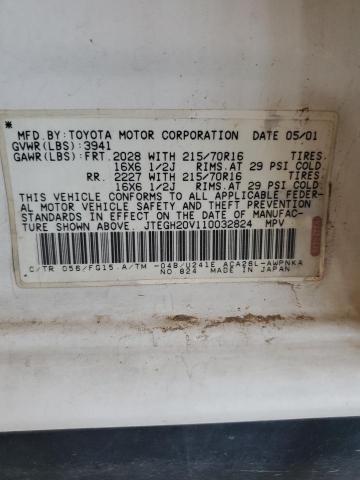 * MFD.BY:TOYOTA MOTOR CORPORATION DATE 05/01
GVWR(LBS):3941
GAWR(LBS):FRT.2028 WITH 215/70R16 TIRES.
16X6 1/2J RIMS.AT 29 PSI COLD.
RR. 2227 WITH 215/70R16 TIRES.
16X6 1/2J RIMS.AT 29 PSI COLD.
THIS VEHICLE CONFORMS TO ALL APPLICABLE FEDER-
AL MOTOR VEHICLE SAFETY AND THEFT PREVENTION
STANDARDS IN EFFECT ON THE DATE OF MANUFAC-
TURE SHOWN ABOVE. JTEGH20V110032824 MPV
*
C/TR 056/FG15.A/TM -04B/U241E ACA26L-AWPNKA
NO 824 MADE IN JAPAN